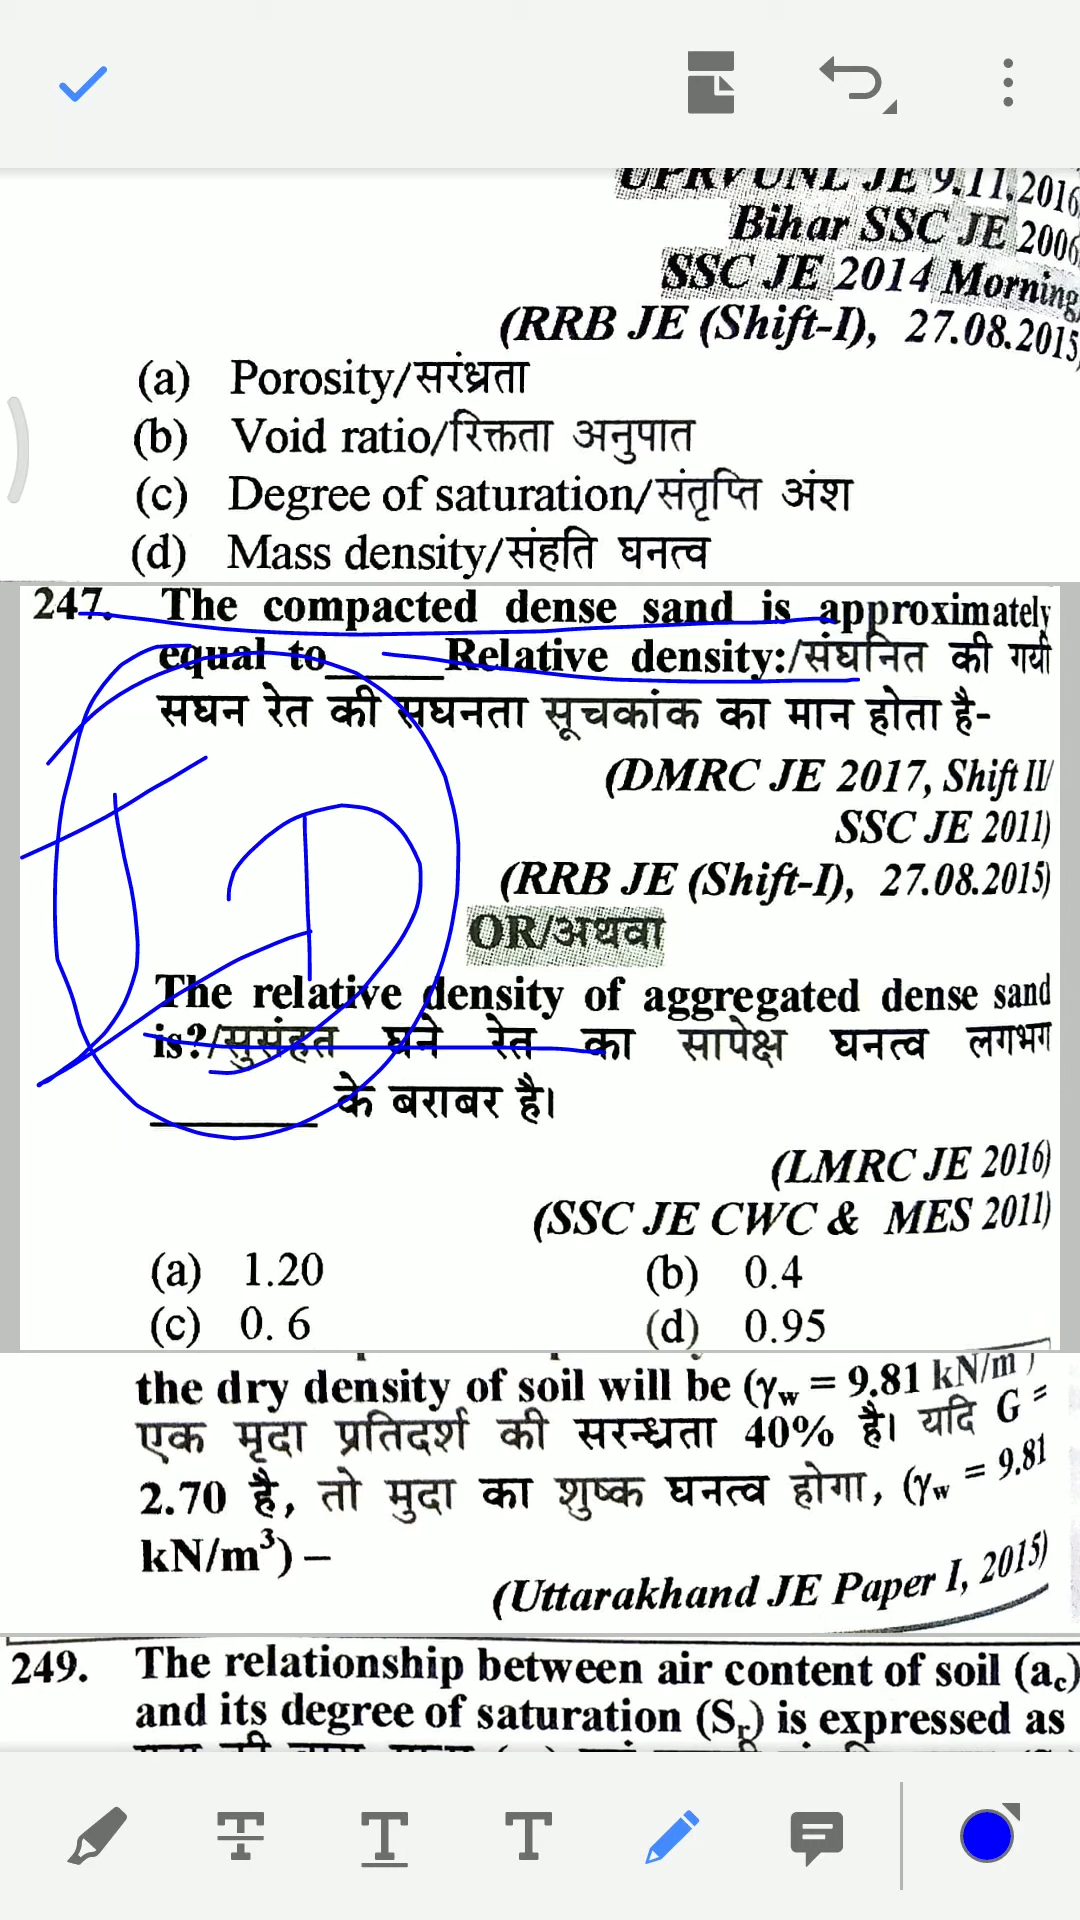 UPRVUNL JE 9.11.2016
Bihar SSC JE 2006
SSC JE 2014 Morning
(RRB JE (Shift-I), 27.08.2015)
(a) Porosity/सरंध्रता
(b) Void ratio/रिक्तता अनुपात
(c) Degree of saturation/संतृप्ति अंश
(d) Mass density/संहति घनत्व
247. The compacted dense sand is approximately
equal to_____Relative density:/संघनित की गयी
सघन रेत की सघनता सूचकांक का मान होता है-
(DMRC JE 2017, Shift II/
SSC JE 2011)
(RRB JE (Shift-I), 27.08.2015)
OR/अथवा
The relative density of aggregated dense sand
is?/सुसंहत घने रेत का सापेक्ष घनत्व लगभग
_______ के बराबर है।
(LMRC JE 2016)
(SSC JE CWC & MES 2011)
(a) 1.20 (b) 0.4
(c) 0. 6 (d) 0.95
the dry density of soil will be (γw = 9.81 kN/m )
एक मृदा प्रतिदर्श की सरन्ध्रता 40% है। यदि G =
2.70 है, तो मुदा का शुष्क घनत्व होगा, (γw = 9.81
kN/m³) –
(Uttarakhand JE Paper I, 2015)
249. The relationship between air content of soil (ac)
and its degree of saturation (Sr) is expressed as